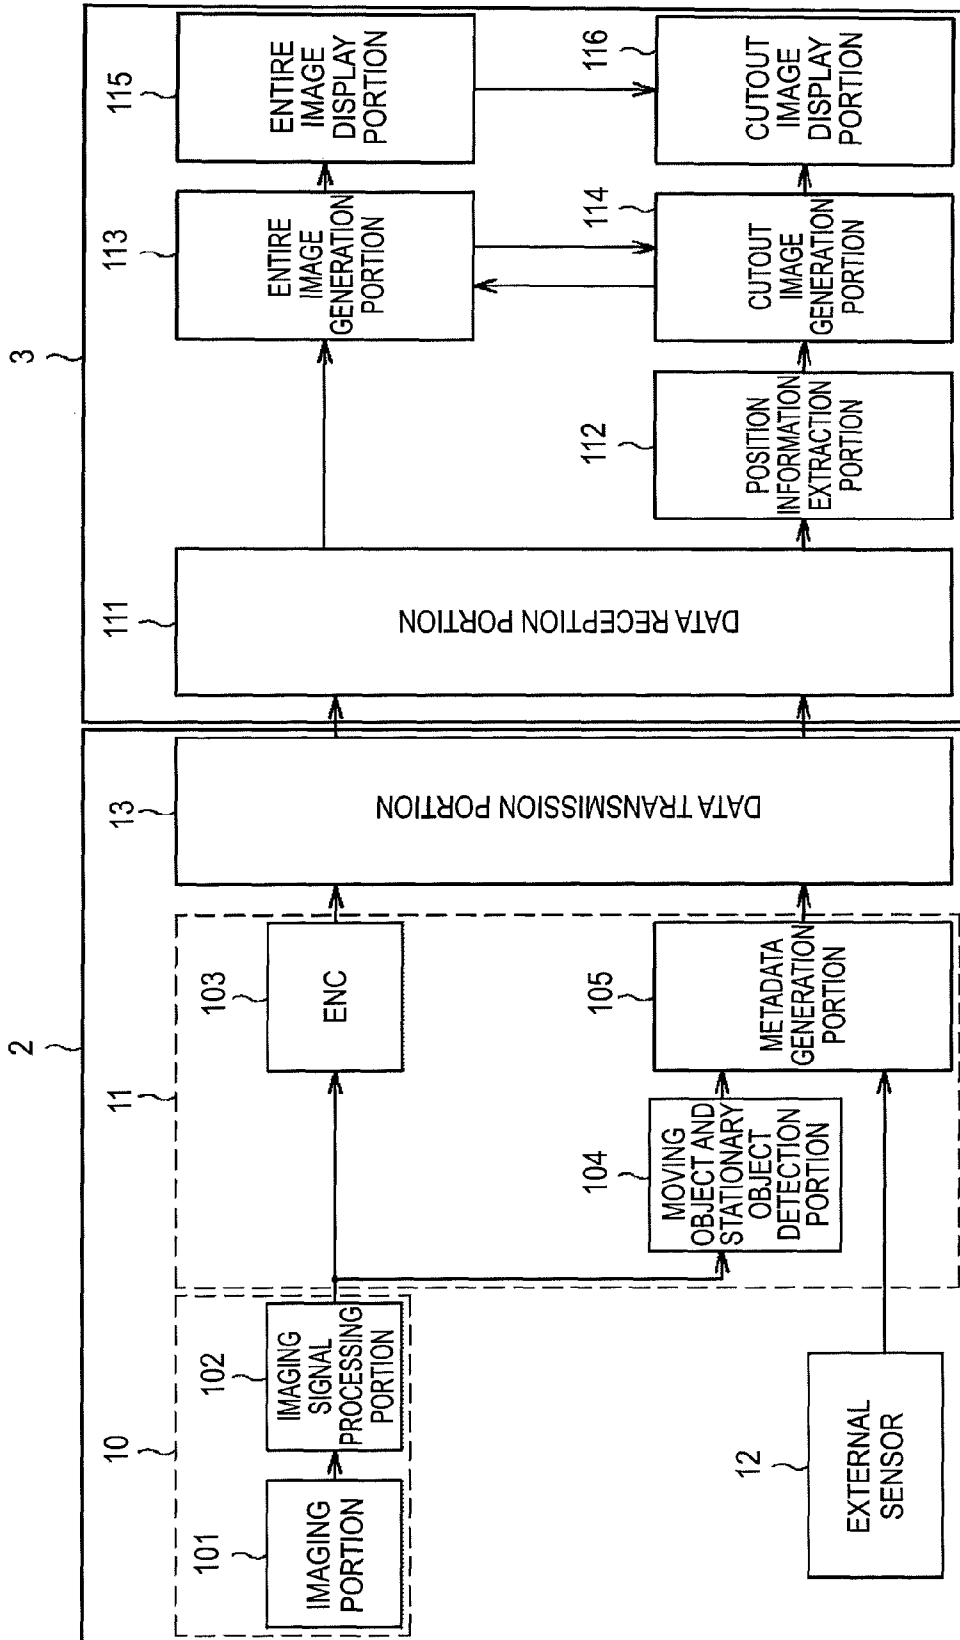 2
10
101
IMAGING
PORTION
102
IMAGING
SIGNAL
PROCESSING
PORTION
11
103
ENC
104
MOVING
OBJECT AND
STATIONARY
OBJECT
DETECTION
PORTION
105
METADATA
GENERATION
PORTION
12
EXTERNAL
SENSOR
13
DATA TRANSMISSION PORTION
3
111
DATA RECEPTION PORTION
112
POSITION
INFORMATION
EXTRACTION
PORTION
113
ENTIRE
IMAGE
GENERATION
PORTION
114
CUTOUT
IMAGE
GENERATION
PORTION
115
ENTIRE
IMAGE
DISPLAY
PORTION
116
CUTOUT
IMAGE
DISPLAY
PORTION